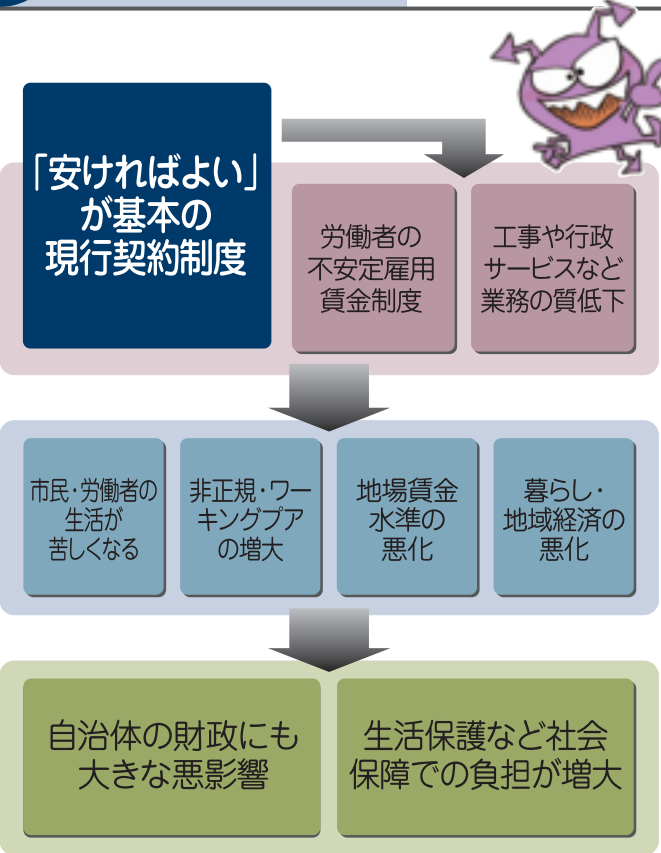 「安ければよい」
が基本の
現行契約制度
労働者の
不安定雇用
賃金制度
工事や行政
サービスなど
業務の質低下
市民・労働者の
生活が
苦しくなる
非正規・ワー
キングプア
の増大
地場賃金
水準の
悪化
暮らし・
地域経済の
悪化
自治体の財政にも
大きな悪影響
生活保護など社会
保障での負担が増大